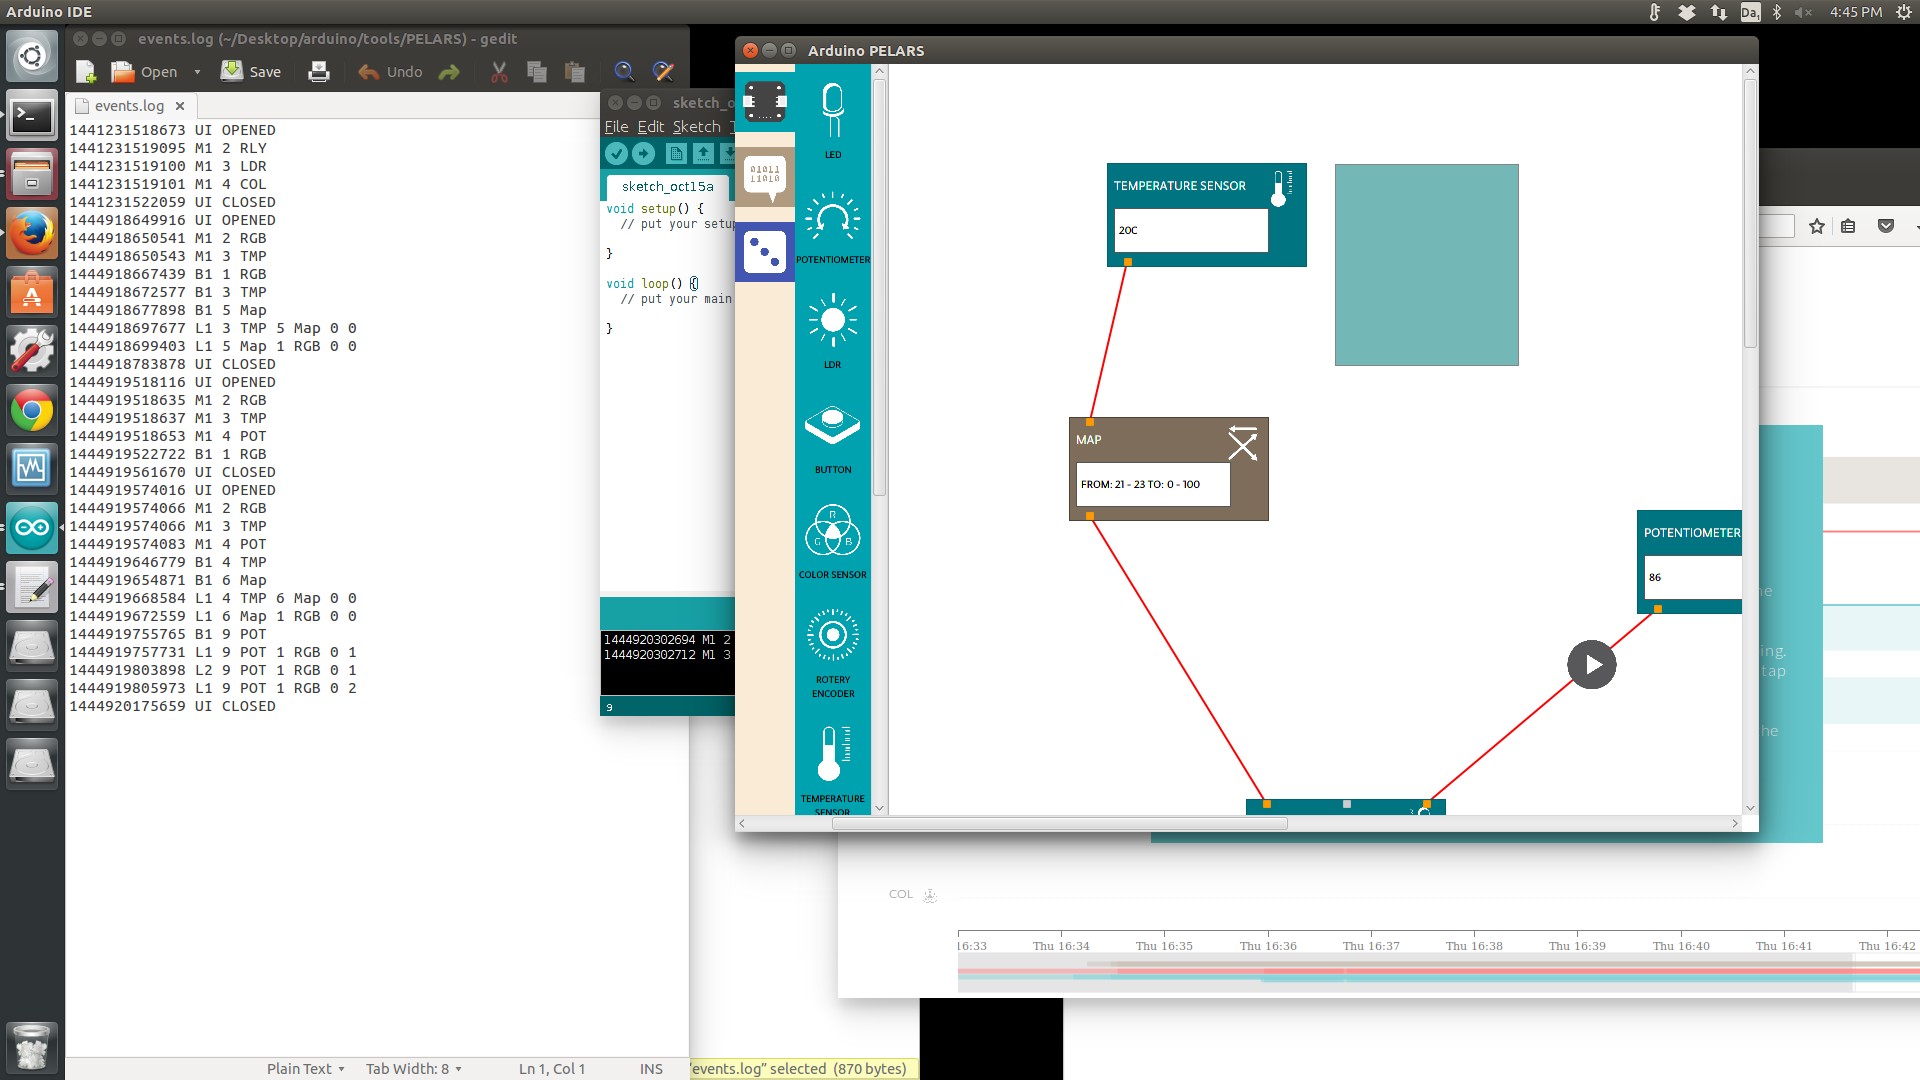 Arduino IDE
Da1
4:45 PM
events.log (~/Desktop/arduino/tools/PELARS) - gedit
Open
Save
Undo
events.log
1441231518673 UI OPENED
1441231519095 M1 2 RLY
1441231519100 M1 3 LDR
1441231519101 M1 4 COL
1441231522059 UI CLOSED
1444918649916 UI OPENED
1444918650541 M1 2 RGB
1444918650543 M1 3 TMP
1444918667439 B1 1 RGB
1444918672577 B1 3 TMP
1444918677898 B1 5 Map
1444918697677 L1 3 TMP 5 Map 0 0
1444918699403 L1 5 Map 1 RGB 0 0
1444918783878 UI CLOSED
1444919518116 UI OPENED
1444919518635 M1 2 RGB
1444919518637 M1 3 TMP
1444919518653 M1 4 POT
1444919522722 B1 1 RGB
1444919561670 UI CLOSED
1444919574016 UI OPENED
1444919574066 M1 2 RGB
1444919574066 M1 3 TMP
1444919574083 M1 4 POT
1444919646779 B1 4 TMP
1444919654871 B1 6 Map
1444919668584 L1 4 TMP 6 Map 0 0
1444919672559 L1 6 Map 1 RGB 0 0
1444919755765 B1 9 POT
1444919757731 L1 9 POT 1 RGB 0 1
1444919803898 L2 9 POT 1 RGB 0 1
1444919805973 L1 9 POT 1 RGB 0 2
1444920175659 UI CLOSED
Plain Text
Tab Width: 8
Ln 1, Col 1
INS
"events.log" selected (870 bytes)
sketch_o
File Edit Sketch T
sketch_oct15a
void setup() {
// put your setup
}
void loop() {
// put your main
}
1444920302694 M1 2
1444920302712 M1 3
9
Arduino PELARS
01011
11010
LED
POTENTIOMETER
LDR
BUTTON
R
G B
COLOR SENSOR
ROTERY
ENCODER
TEMPERATURE
SENSOR
TEMPERATURE SENSOR
20C
MAP
FROM: 21 - 23 TO: 0 - 100
POTENTIOMETER
86
ne
ing.
tap
he
COL
16:33
Thu 16:34
Thu 16:35
Thu 16:36
Thu 16:37
Thu 16:38
Thu 16:39
Thu 16:40
Thu 16:41
Thu 16:42